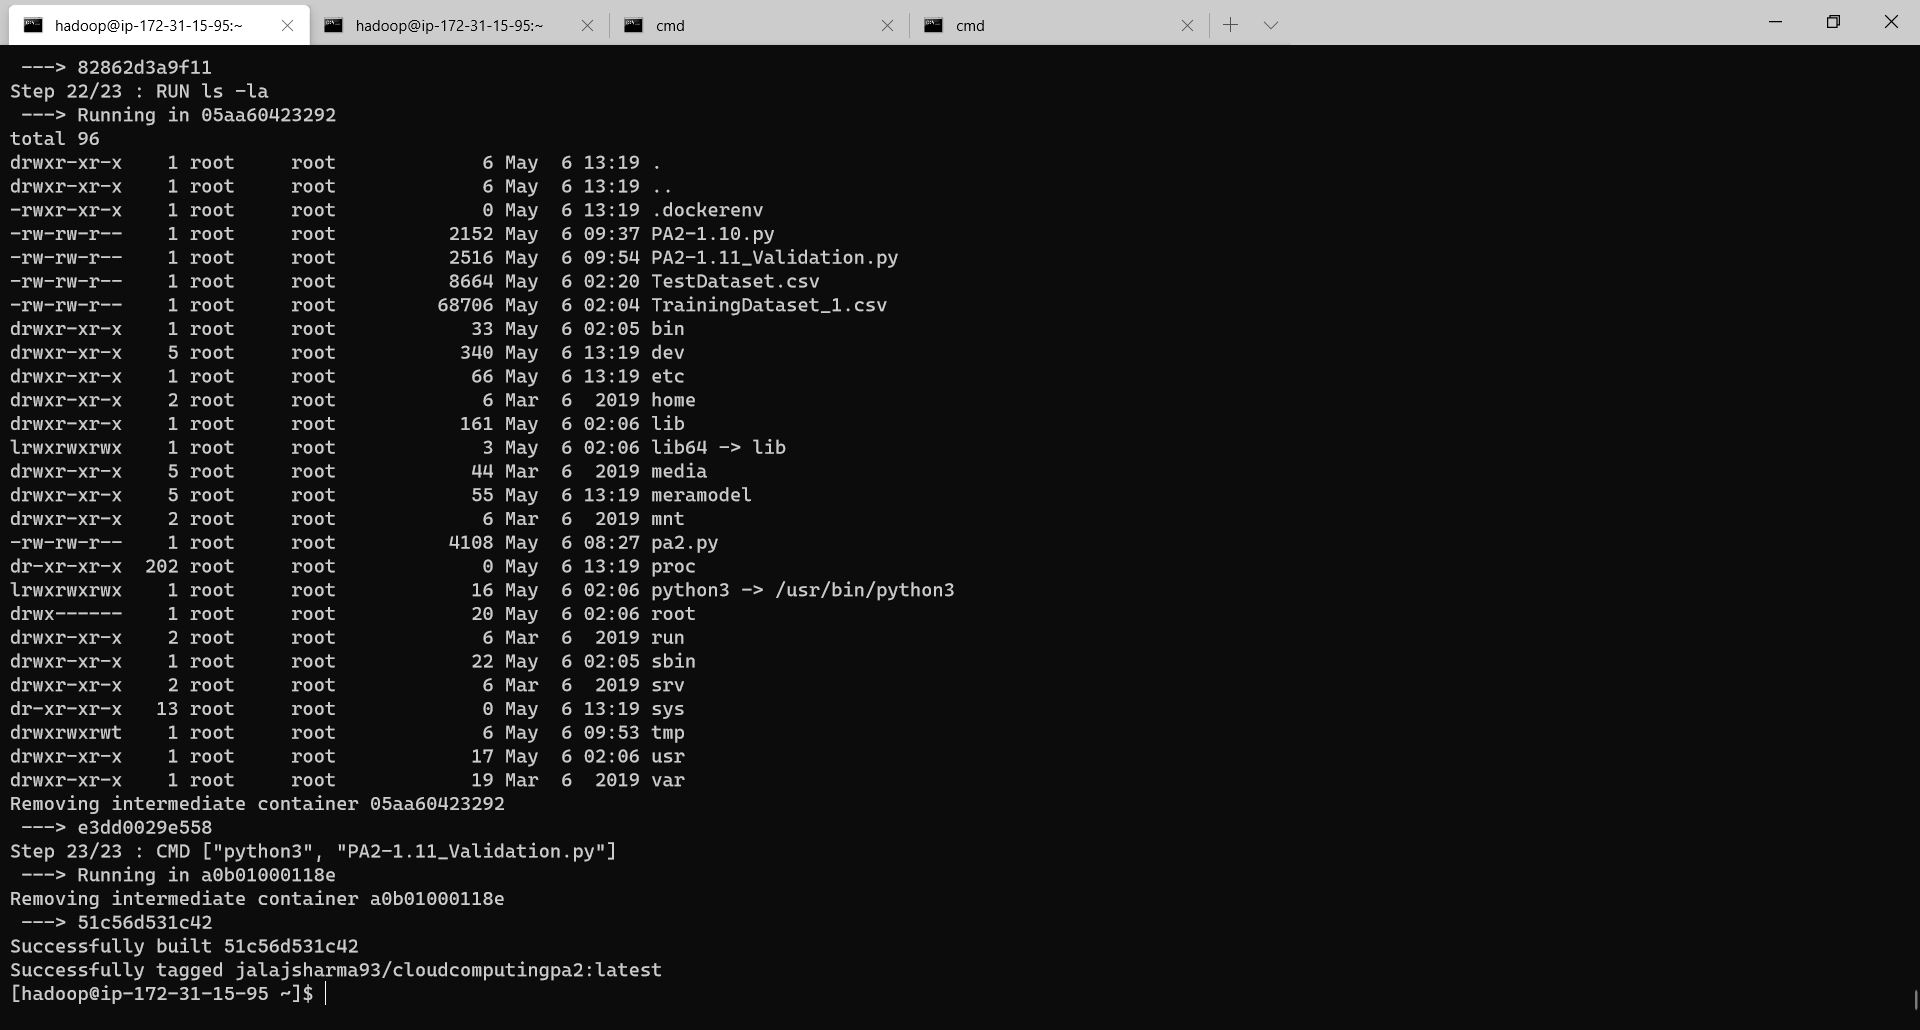 hadoop@ip-172-31-15-95:~ hadoop@ip-172-31-15-95:~ cmd cmd
---> 82862d3a9f11
Step 22/23 : RUN ls -la
---> Running in 05aa60423292
total 96
drwxr-xr-x 1 root root 6 May 6 13:19 .
drwxr-xr-x 1 root root 6 May 6 13:19 ..
-rwxr-xr-x 1 root root 0 May 6 13:19 .dockerenv
-rw-rw-r-- 1 root root 2152 May 6 09:37 PA2-1.10.py
-rw-rw-r-- 1 root root 2516 May 6 09:54 PA2-1.11_Validation.py
-rw-rw-r-- 1 root root 8664 May 6 02:20 TestDataset.csv
-rw-rw-r-- 1 root root 68706 May 6 02:04 TrainingDataset_1.csv
drwxr-xr-x 1 root root 33 May 6 02:05 bin
drwxr-xr-x 5 root root 340 May 6 13:19 dev
drwxr-xr-x 1 root root 66 May 6 13:19 etc
drwxr-xr-x 2 root root 6 Mar 6 2019 home
drwxr-xr-x 1 root root 161 May 6 02:06 lib
lrwxrwxrwx 1 root root 3 May 6 02:06 lib64 -> lib
drwxr-xr-x 5 root root 44 Mar 6 2019 media
drwxr-xr-x 5 root root 55 May 6 13:19 meramodel
drwxr-xr-x 2 root root 6 Mar 6 2019 mnt
-rw-rw-r-- 1 root root 4108 May 6 08:27 pa2.py
dr-xr-xr-x 202 root root 0 May 6 13:19 proc
lrwxrwxrwx 1 root root 16 May 6 02:06 python3 -> /usr/bin/python3
drwx------ 1 root root 20 May 6 02:06 root
drwxr-xr-x 2 root root 6 Mar 6 2019 run
drwxr-xr-x 1 root root 22 May 6 02:05 sbin
drwxr-xr-x 2 root root 6 Mar 6 2019 srv
dr-xr-xr-x 13 root root 0 May 6 13:19 sys
drwxrwxrwt 1 root root 6 May 6 09:53 tmp
drwxr-xr-x 1 root root 17 May 6 02:06 usr
drwxr-xr-x 1 root root 19 Mar 6 2019 var
Removing intermediate container 05aa60423292
---> e3dd0029e558
Step 23/23 : CMD ["python3", "PA2-1.11_Validation.py"]
---> Running in a0b01000118e
Removing intermediate container a0b01000118e
---> 51c56d531c42
Successfully built 51c56d531c42
Successfully tagged jalajsharma93/cloudcomputingpa2:latest
[hadoop@ip-172-31-15-95 ~]$